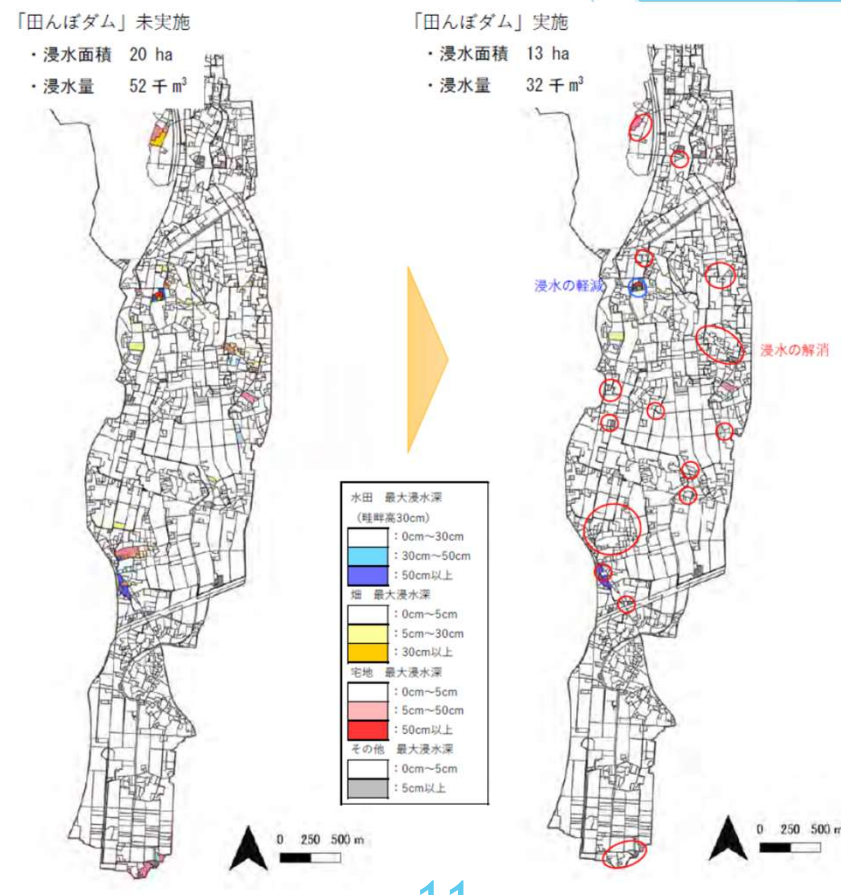 「田んぼダム」未実施
・浸水面積 20 ha
・浸水量 52 千㎥
「田んぼダム」実施
・浸水面積 13 ha
・浸水量 32 千㎥
浸水の軽減
浸水の解消
水田 最大浸水深
(畦畔高30cm)
:0cm～30cm
:30cm～50cm
:50cm以上
畑 最大浸水深
:0cm～5cm
:5cm～30cm
:30cm以上
宅地 最大浸水深
:0cm～5cm
:5cm～50cm
:50cm以上
その他 最大浸水深
:0cm～5cm
:5cm以上
0 250 500 m
0 250 500 m
11